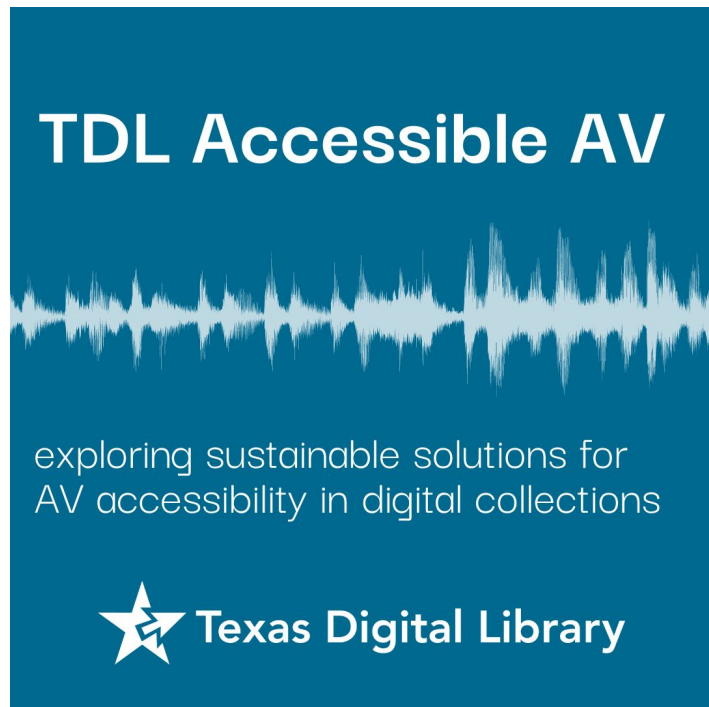 TDL Accessible AV
exploring sustainable solutions for
AV accessibility in digital collections
Texas Digital Library